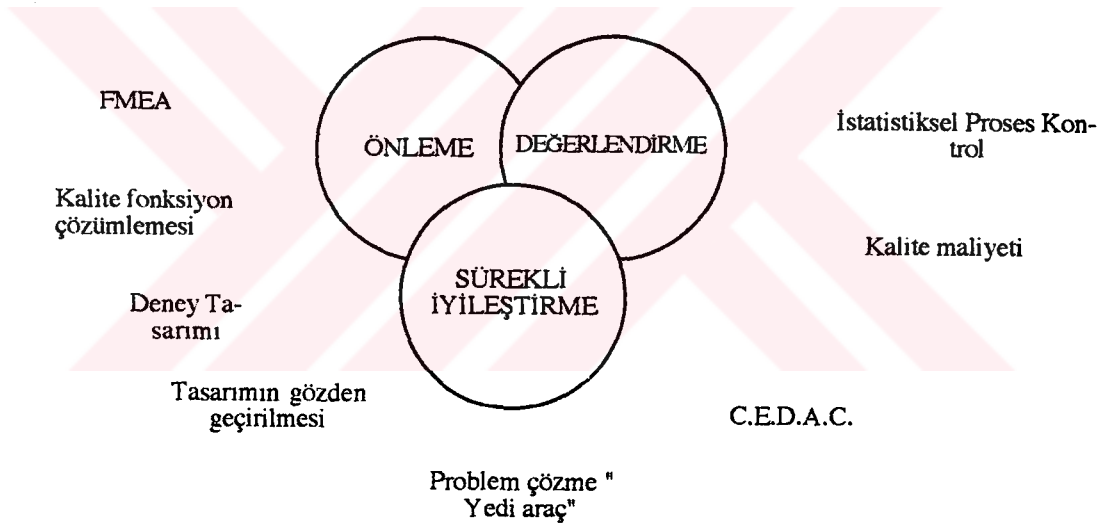 FMEA
ÖNLEME
DEĞERLENDİRME
İstatistiksel Proses Kon-
trol
Kalite fonksiyon
çözümlemesi
Kalite maliyeti
SÜREKLİ
İYİLEŞTİRME
Deney Ta-
sarımı
Tasarımın gözden
geçirilmesi
C.E.D.A.C.
Problem çözme "
Yedi araç"